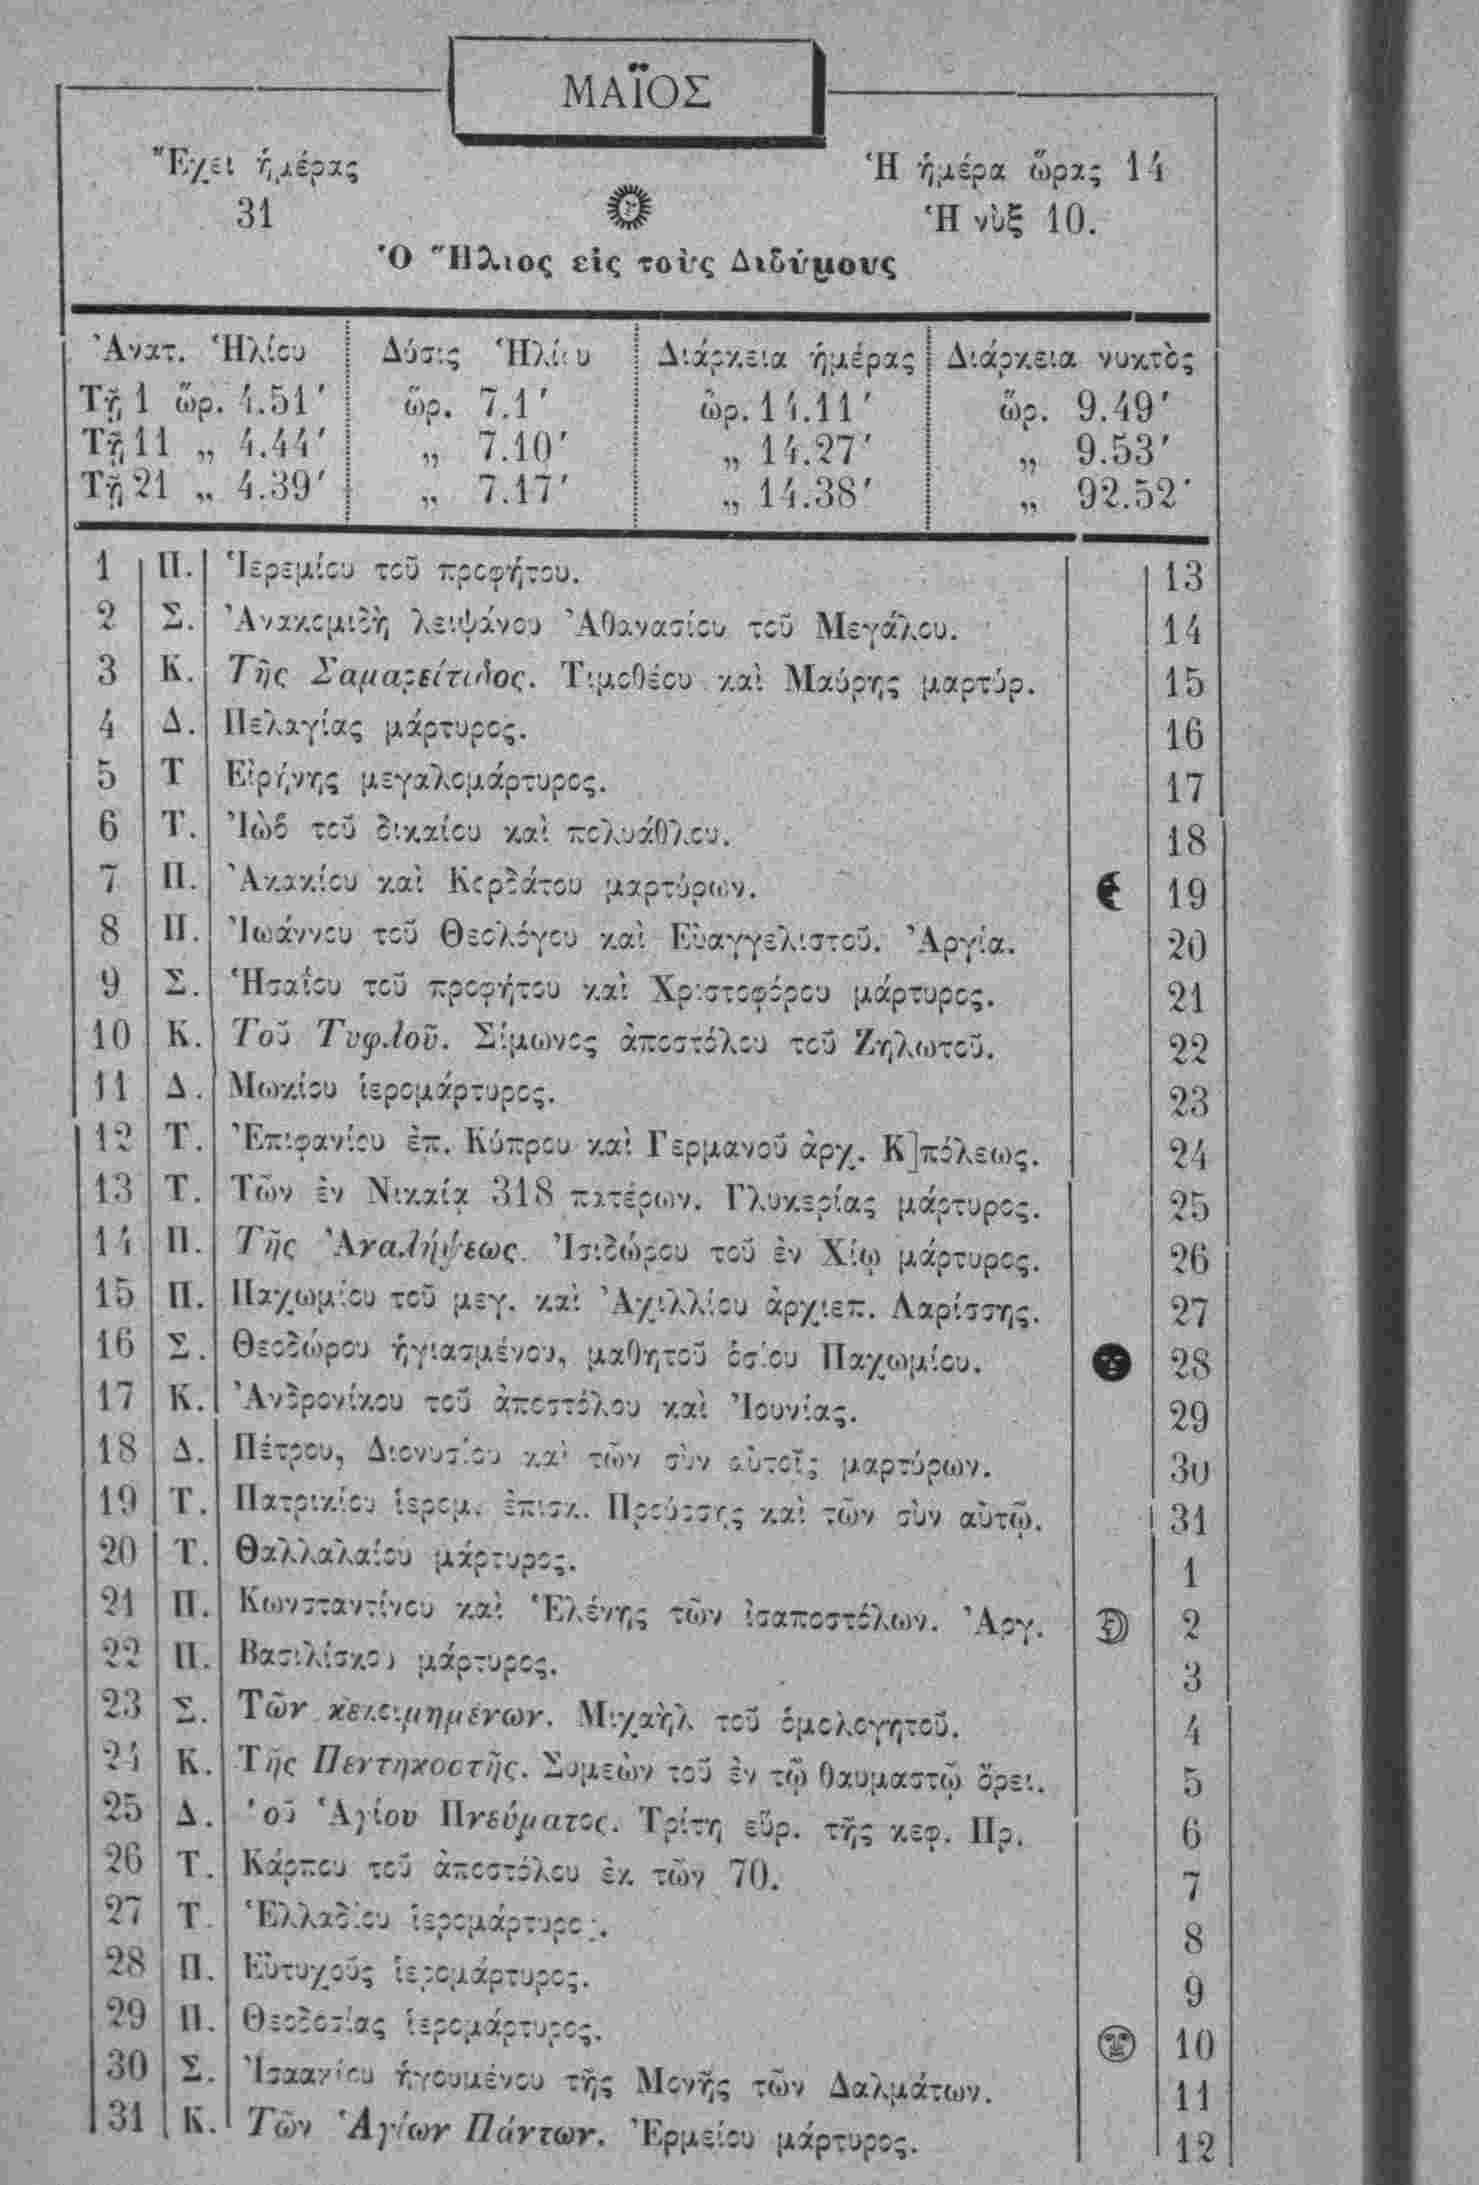 ΜΑΪΟΣ
Ἔχει ἡμέρας
31
Ἡ ἡμέρα ὥρας 14
Ἡ νὺξ 10.
Ὁ Ἥλιος εἰς τοὺς Διδύμους
Ἀνατ. Ἡλίου Δύσις Ἡλίου Διάρκεια ἡμέρας Διάρκεια νυκτὸς
Τῇ 1 ὥρ. 4.51′ ὥρ. 7.1′ ὥρ. 14.11′ ὥρ. 9.49′
Τῇ 11 „ 4.44′ „ 7.10′ „ 14.27′ „ 9.53′
Τῇ 21 „ 4.39′ „ 7.17′ „ 14.38′ „ 92.52′
1 Π. Ἱερεμίου τοῦ προφήτου. 13
2 Σ. Ἀνακομιδὴ λειψάνου Ἀθανασίου τοῦ Μεγάλου. 14
3 Κ. Τῆς Σαμαρείτιδος. Τιμοθέου καὶ Μαύρης μαρτύρ. 15
4 Δ. Πελαγίας μάρτυρος. 16
5 Τ Εἰρήνης μεγαλομάρτυρος. 17
6 Τ. Ἰὼβ τοῦ δικαίου καὶ πολυάθλου. 18
7 Π. Ἀκακίου καὶ Κορδάτου μαρτύρων. 19
8 Π. Ἰωάννου τοῦ Θεολόγου καὶ Εὐαγγελιστοῦ. Ἀργία. 20
9 Σ. Ἡσαΐου τοῦ προφήτου καὶ Χριστοφόρου μάρτυρος. 21
10 Κ. Τοῦ Τυφλοῦ. Σίμωνος ἀποστόλου τοῦ Ζηλωτοῦ. 22
11 Δ. Μωκίου ἱερομάρτυρος. 23
12 Τ. Ἐπιφανίου ἐπ. Κύπρου καὶ Γερμανοῦ ἀρχ. Κ]πόλεως. 24
13 Τ. Τῶν ἐν Νικαίᾳ 318 πατέρων. Γλυκερίας μάρτυρος. 25
14 Π. Τῆς Ἀναλήψεως. Ἰσιδώρου τοῦ ἐν Χίῳ μάρτυρος. 26
15 Π. Παχωμίου τοῦ μεγ. καὶ Ἀχιλλίου ἀρχιεπ. Λαρίσσης. 27
16 Σ. Θεοδώρου ἡγιασμένου, μαθητοῦ ὁσίου Παχωμίου. 28
17 Κ. Ἀνδρονίκου τοῦ ἀποστόλου καὶ Ἰουνίας. 29
18 Δ. Πέτρου, Διονυσίου καὶ τῶν σὺν αὐτοῖς μαρτύρων. 30
19 Τ. Πατρικίου ἱερομ. ἐπισκ. Προύσσης καὶ τῶν σὺν αὐτῷ. 31
20 Τ. Θαλλαλαίου μάρτυρος. 1
21 Π. Κωνσταντίνου καὶ Ἑλένης τῶν ἰσαποστόλων. Ἀργ. 2
22 Π. Βασιλίσκου μάρτυρος. 3
23 Σ. Τῶν κεκοιμημένων. Μιχαὴλ τοῦ ὁμολογητοῦ. 4
24 Κ. Τῆς Πεντηκοστῆς. Συμεὼν τοῦ ἐν τῷ θαυμαστῷ ὄρει. 5
25 Δ. οῦ Ἁγίου Πνεύματος. Τρίτη εὕρ. τῆς κεφ. Πρ. 6
26 Τ. Κάρπου τοῦ ἀποστόλου ἐκ τῶν 70. 7
27 Τ. Ἑλλαδίου ἱερομάρτυρος. 8
28 Π. Εὐτυχοῦς ἱερομάρτυρος. 9
29 Π. Θεοδοσίας ἱερομάρτυρος. 10
30 Σ. Ἰσαακίου ἡγουμένου τῆς Μονῆς τῶν Δαλμάτων. 11
31 Κ. Τῶν Ἁγίων Πάντων. Ἑρμείου μάρτυρος. 12